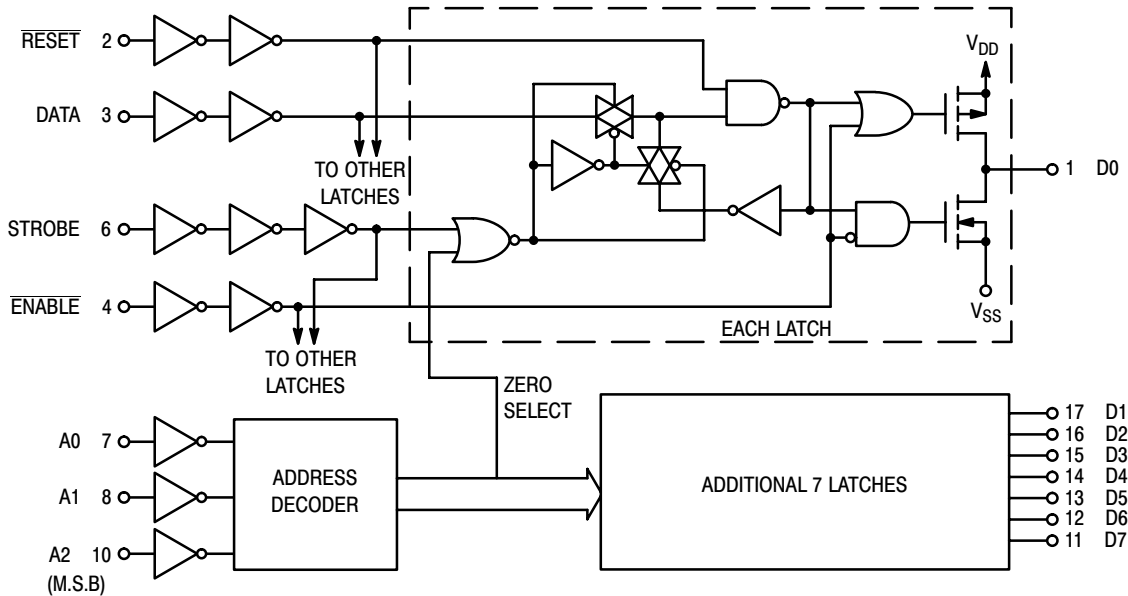 R̅E̅S̅E̅T̅ 2
DATA 3
TO OTHER
LATCHES
STROBE 6
E̅N̅A̅B̅L̅E̅ 4
TO OTHER
LATCHES
VDD
1 D0
VSS
EACH LATCH
ZERO
SELECT
A0 7
A1 8
A2 10
(M.S.B)
ADDRESS
DECODER
ADDITIONAL 7 LATCHES
17 D1
16 D2
15 D3
14 D4
13 D5
12 D6
11 D7